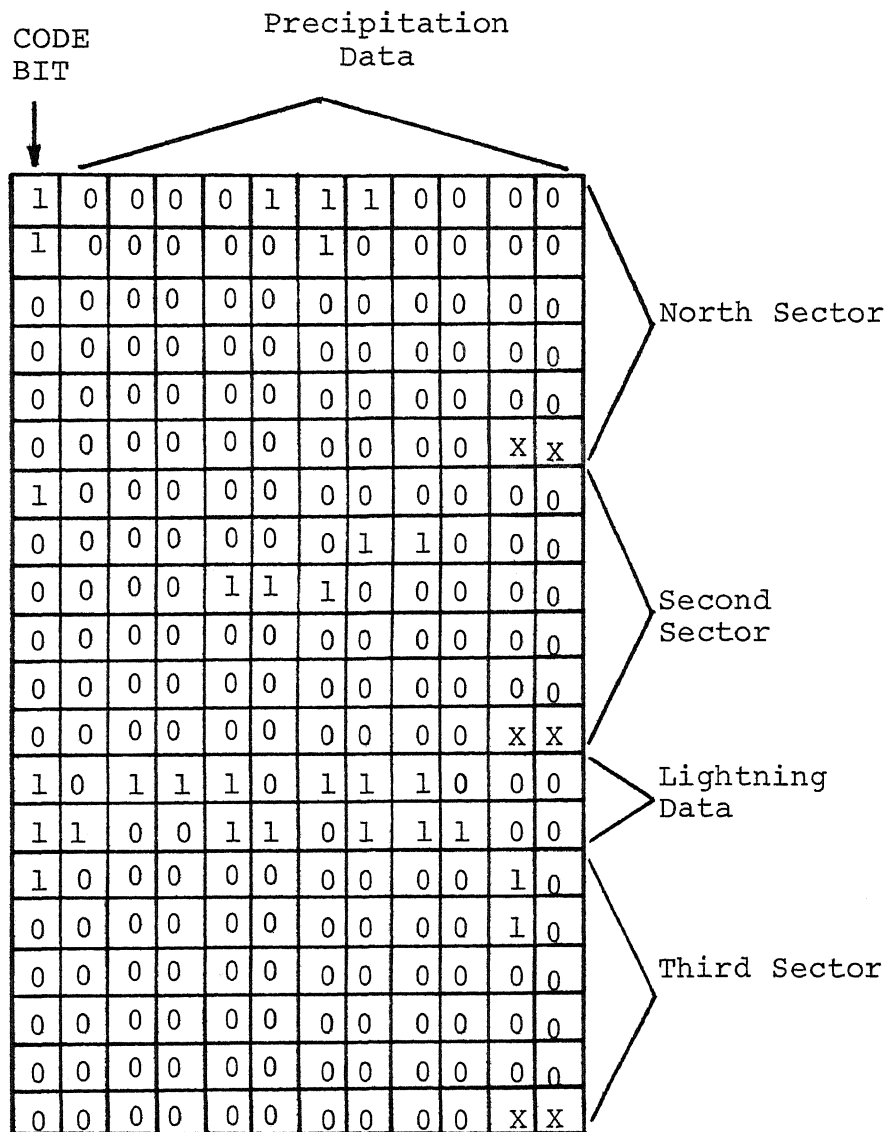 CODE
BIT
Precipitation
Data
1 0 0 0 0 1 1 1 0 0 0 0
1 0 0 0 0 0 1 0 0 0 0 0
0 0 0 0 0 0 0 0 0 0 0 0
0 0 0 0 0 0 0 0 0 0 0 0
0 0 0 0 0 0 0 0 0 0 0 0
0 0 0 0 0 0 0 0 0 0 X X
North Sector
1 0 0 0 0 0 0 0 0 0 0 0
0 0 0 0 0 0 0 1 1 0 0 0
0 0 0 0 1 1 1 0 0 0 0 0
0 0 0 0 0 0 0 0 0 0 0 0
0 0 0 0 0 0 0 0 0 0 0 0
0 0 0 0 0 0 0 0 0 0 X X
Second
Sector
1 0 1 1 1 0 1 1 1 0 0 0
1 1 0 0 1 1 0 1 1 1 0 0
Lightning
Data
1 0 0 0 0 0 0 0 0 0 1 0
0 0 0 0 0 0 0 0 0 0 1 0
0 0 0 0 0 0 0 0 0 0 0 0
0 0 0 0 0 0 0 0 0 0 0 0
0 0 0 0 0 0 0 0 0 0 0 0
0 0 0 0 0 0 0 0 0 0 X X
Third Sector